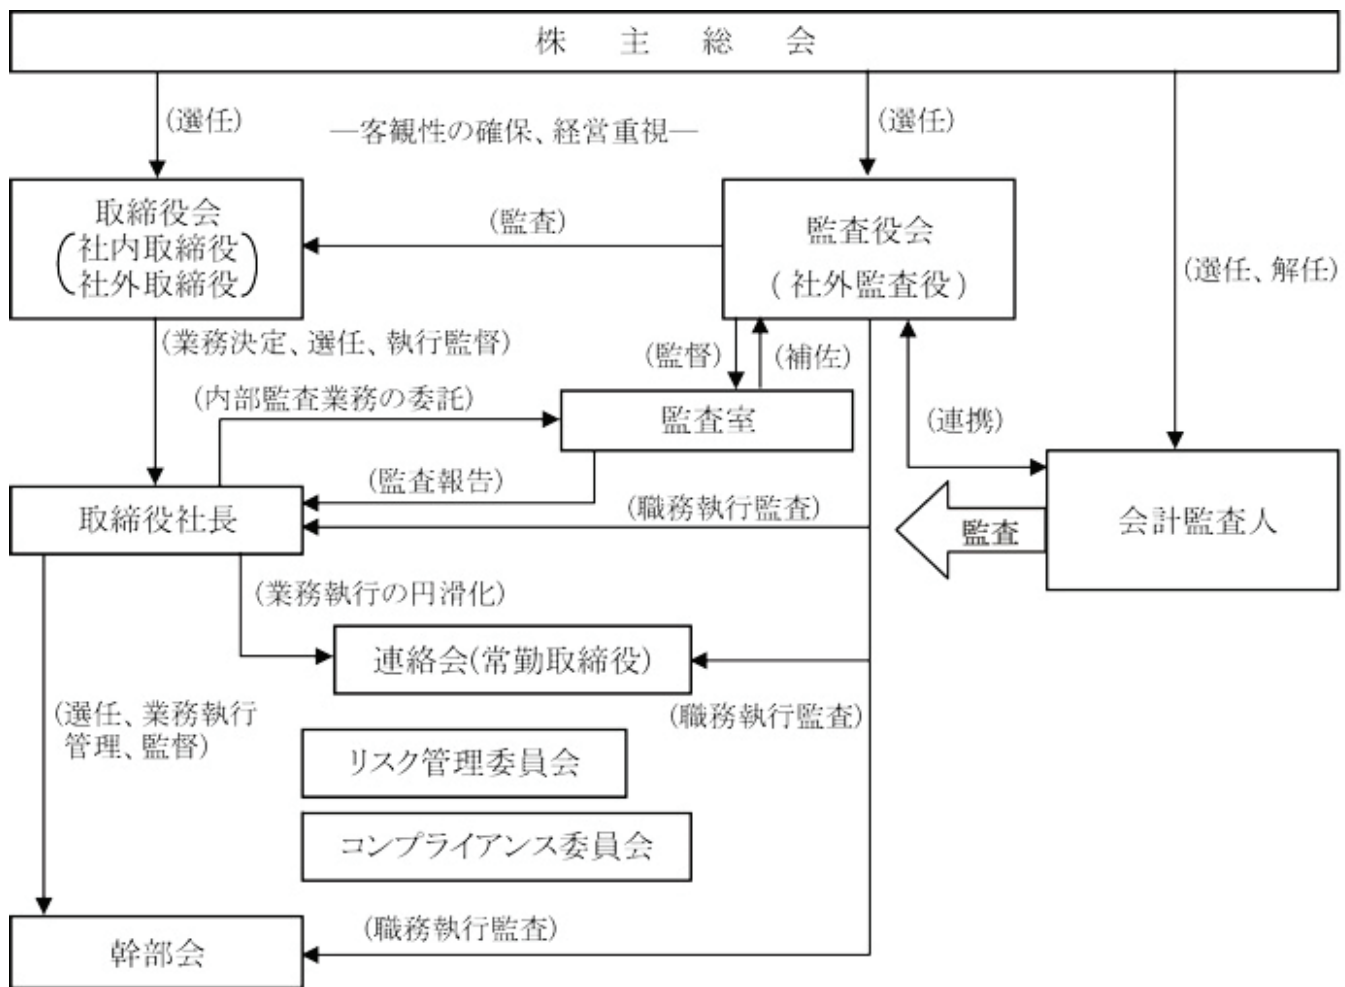 株主総会
(選任)
―客観性の確保、経営重視―
(選任)
取締役会
(社内取締役
社外取締役)
(監査)
監査役会
(社外監査役)
(選任、解任)
(業務決定、選任、執行監督)
(監督)
(補佐)
(内部監査業務の委託)
監査室
(連携)
(監査報告)
取締役社長
(職務執行監査)
監査
会計監査人
(業務執行の円滑化)
連絡会(常勤取締役)
(選任、業務執行
管理、監督)
(職務執行監査)
リスク管理委員会
コンプライアンス委員会
(職務執行監査)
幹部会